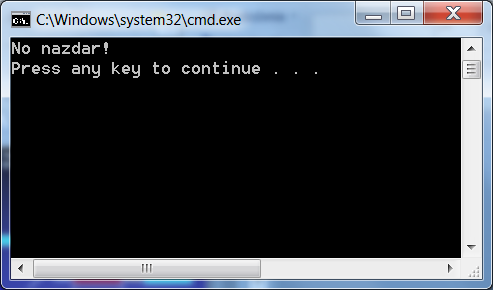 C:\Windows\system32\cmd.exe
No nazdar!
Press any key to continue . . .